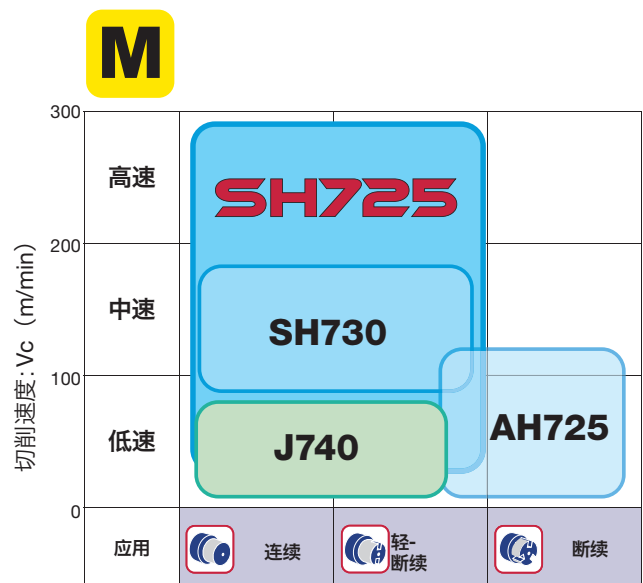 M
300
高速
SH725
200
中速
SH730
切削速度: Vc（m/min）
100
低速
J740
AH725
0
应用
连续
轻-
断续
断续